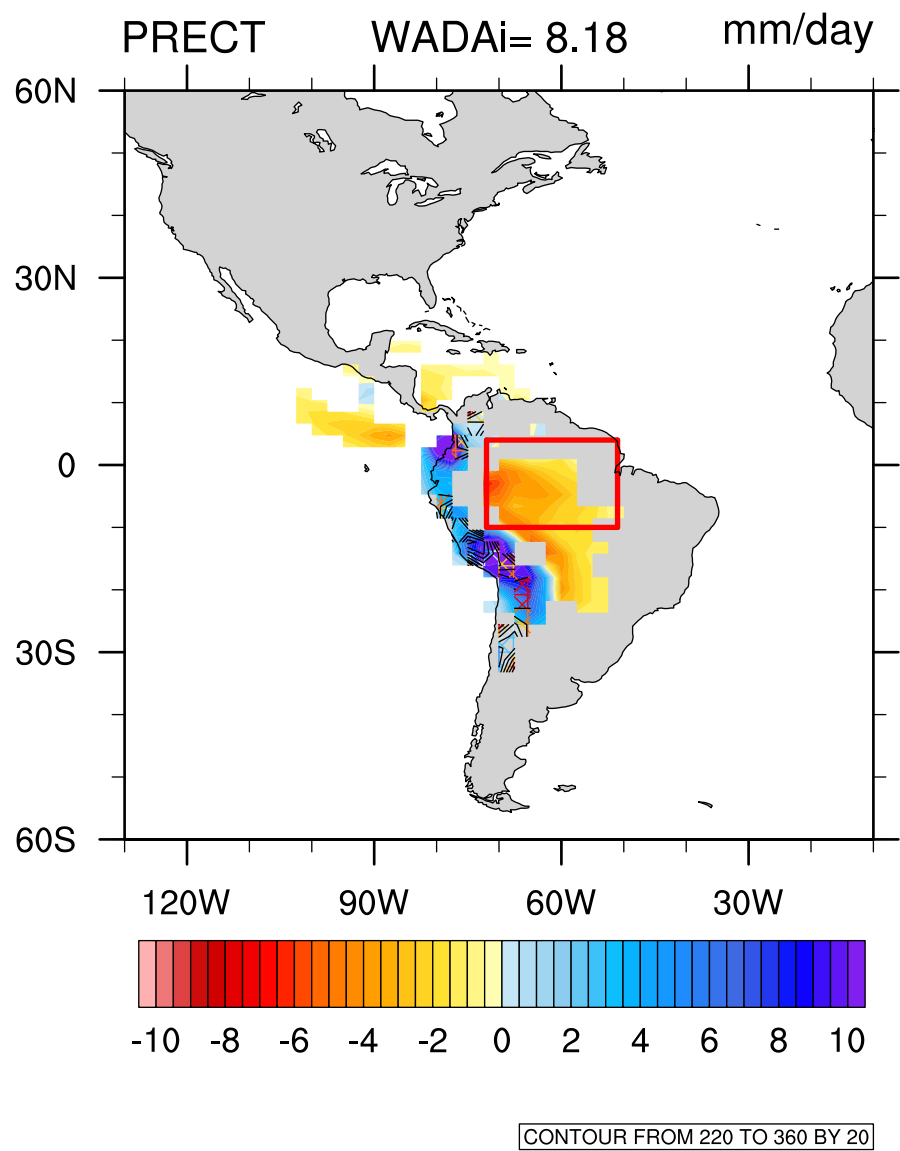 PRECT WADAi= 8.18 mm/day
60N
30N
0
30S
60S
120W 90W 60W 30W
-10 -8 -6 -4 -2 0 2 4 6 8 10
CONTOUR FROM 220 TO 360 BY 20